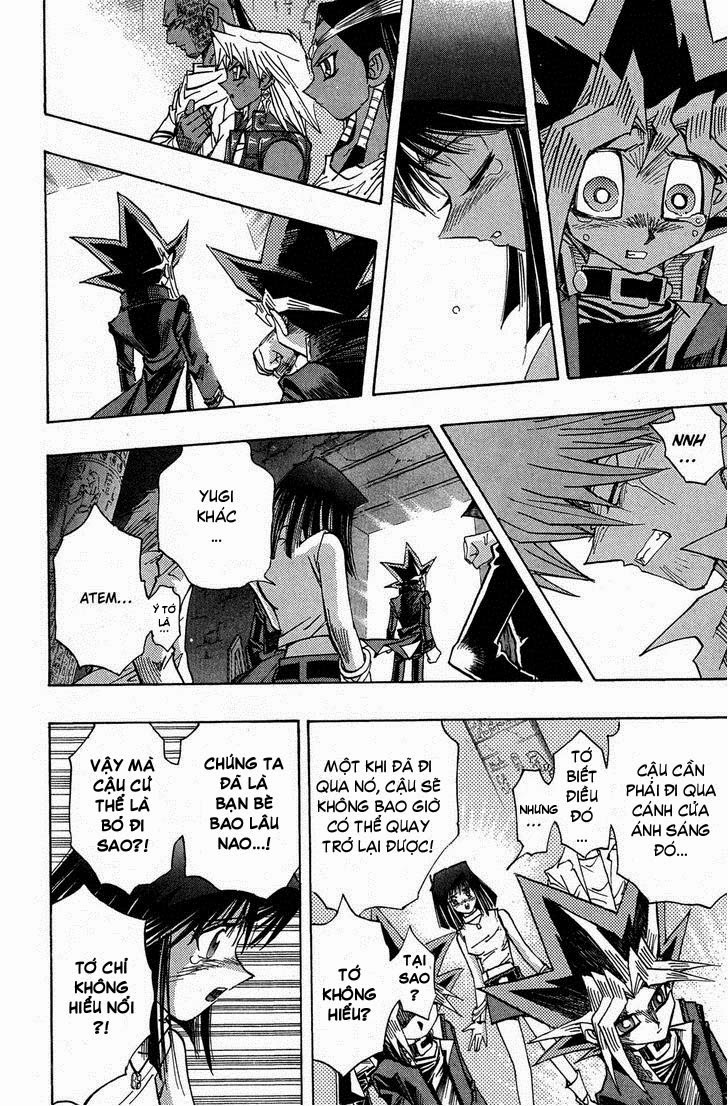 NNH
...
YUGI
KHÁC
...
ATEM...
Ý TỚ
LÀ
...
CẬU CẦN
PHẢI ĐI QUA
CÁNH CỬA
ÁNH SÁNG
ĐÓ...
TỚ
BIẾT
ĐIỀU
ĐÓ
...
NHƯNG
...
MỘT KHI ĐÃ ĐI
QUA NÓ, CẬU SẼ
KHÔNG BAO GIỜ
CÓ THỂ QUAY
TRỞ LẠI ĐƯỢC!
TẠI
SAO
?
TỚ
KHÔNG
HIỂU?
CHÚNG TA
ĐÃ LÀ
BẠN BÈ
BAO LÂU
NAO...!
VẬY MÀ
CẬU CỨ
THẾ LÀ
BỎ ĐI
SAO?!
TỚ CHỈ
KHÔNG
HIỂU NỔI
?!